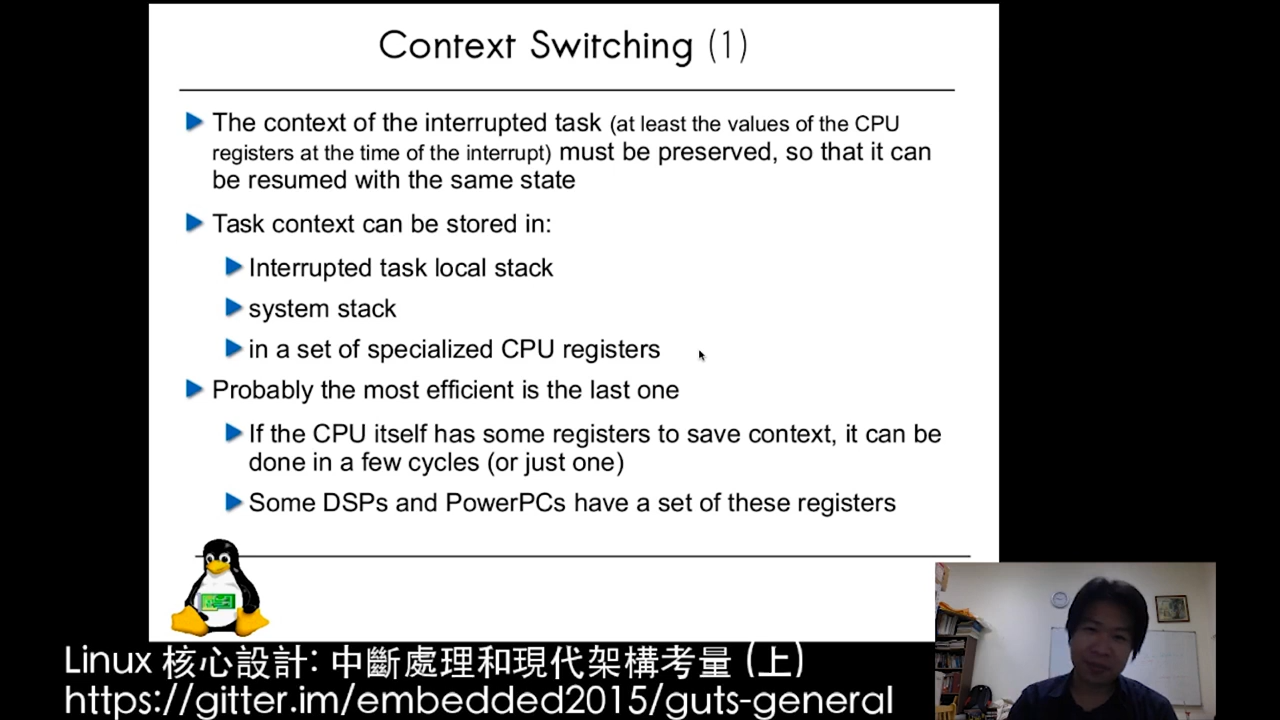 Context Switching (1)
The context of the interrupted task (at least the values of the CPU
registers at the time of the interrupt) must be preserved, so that it can
be resumed with the same state
Task context can be stored in:
Interrupted task local stack
system stack
in a set of specialized CPU registers
Probably the most efficient is the last one
If the CPU itself has some registers to save context, it can be
done in a few cycles (or just one)
Some DSPs and PowerPCs have a set of these registers
Linux 核心設計: 中斷處理和現代架構考量 (上)
https://gitter.im/embedded2015/guts-general